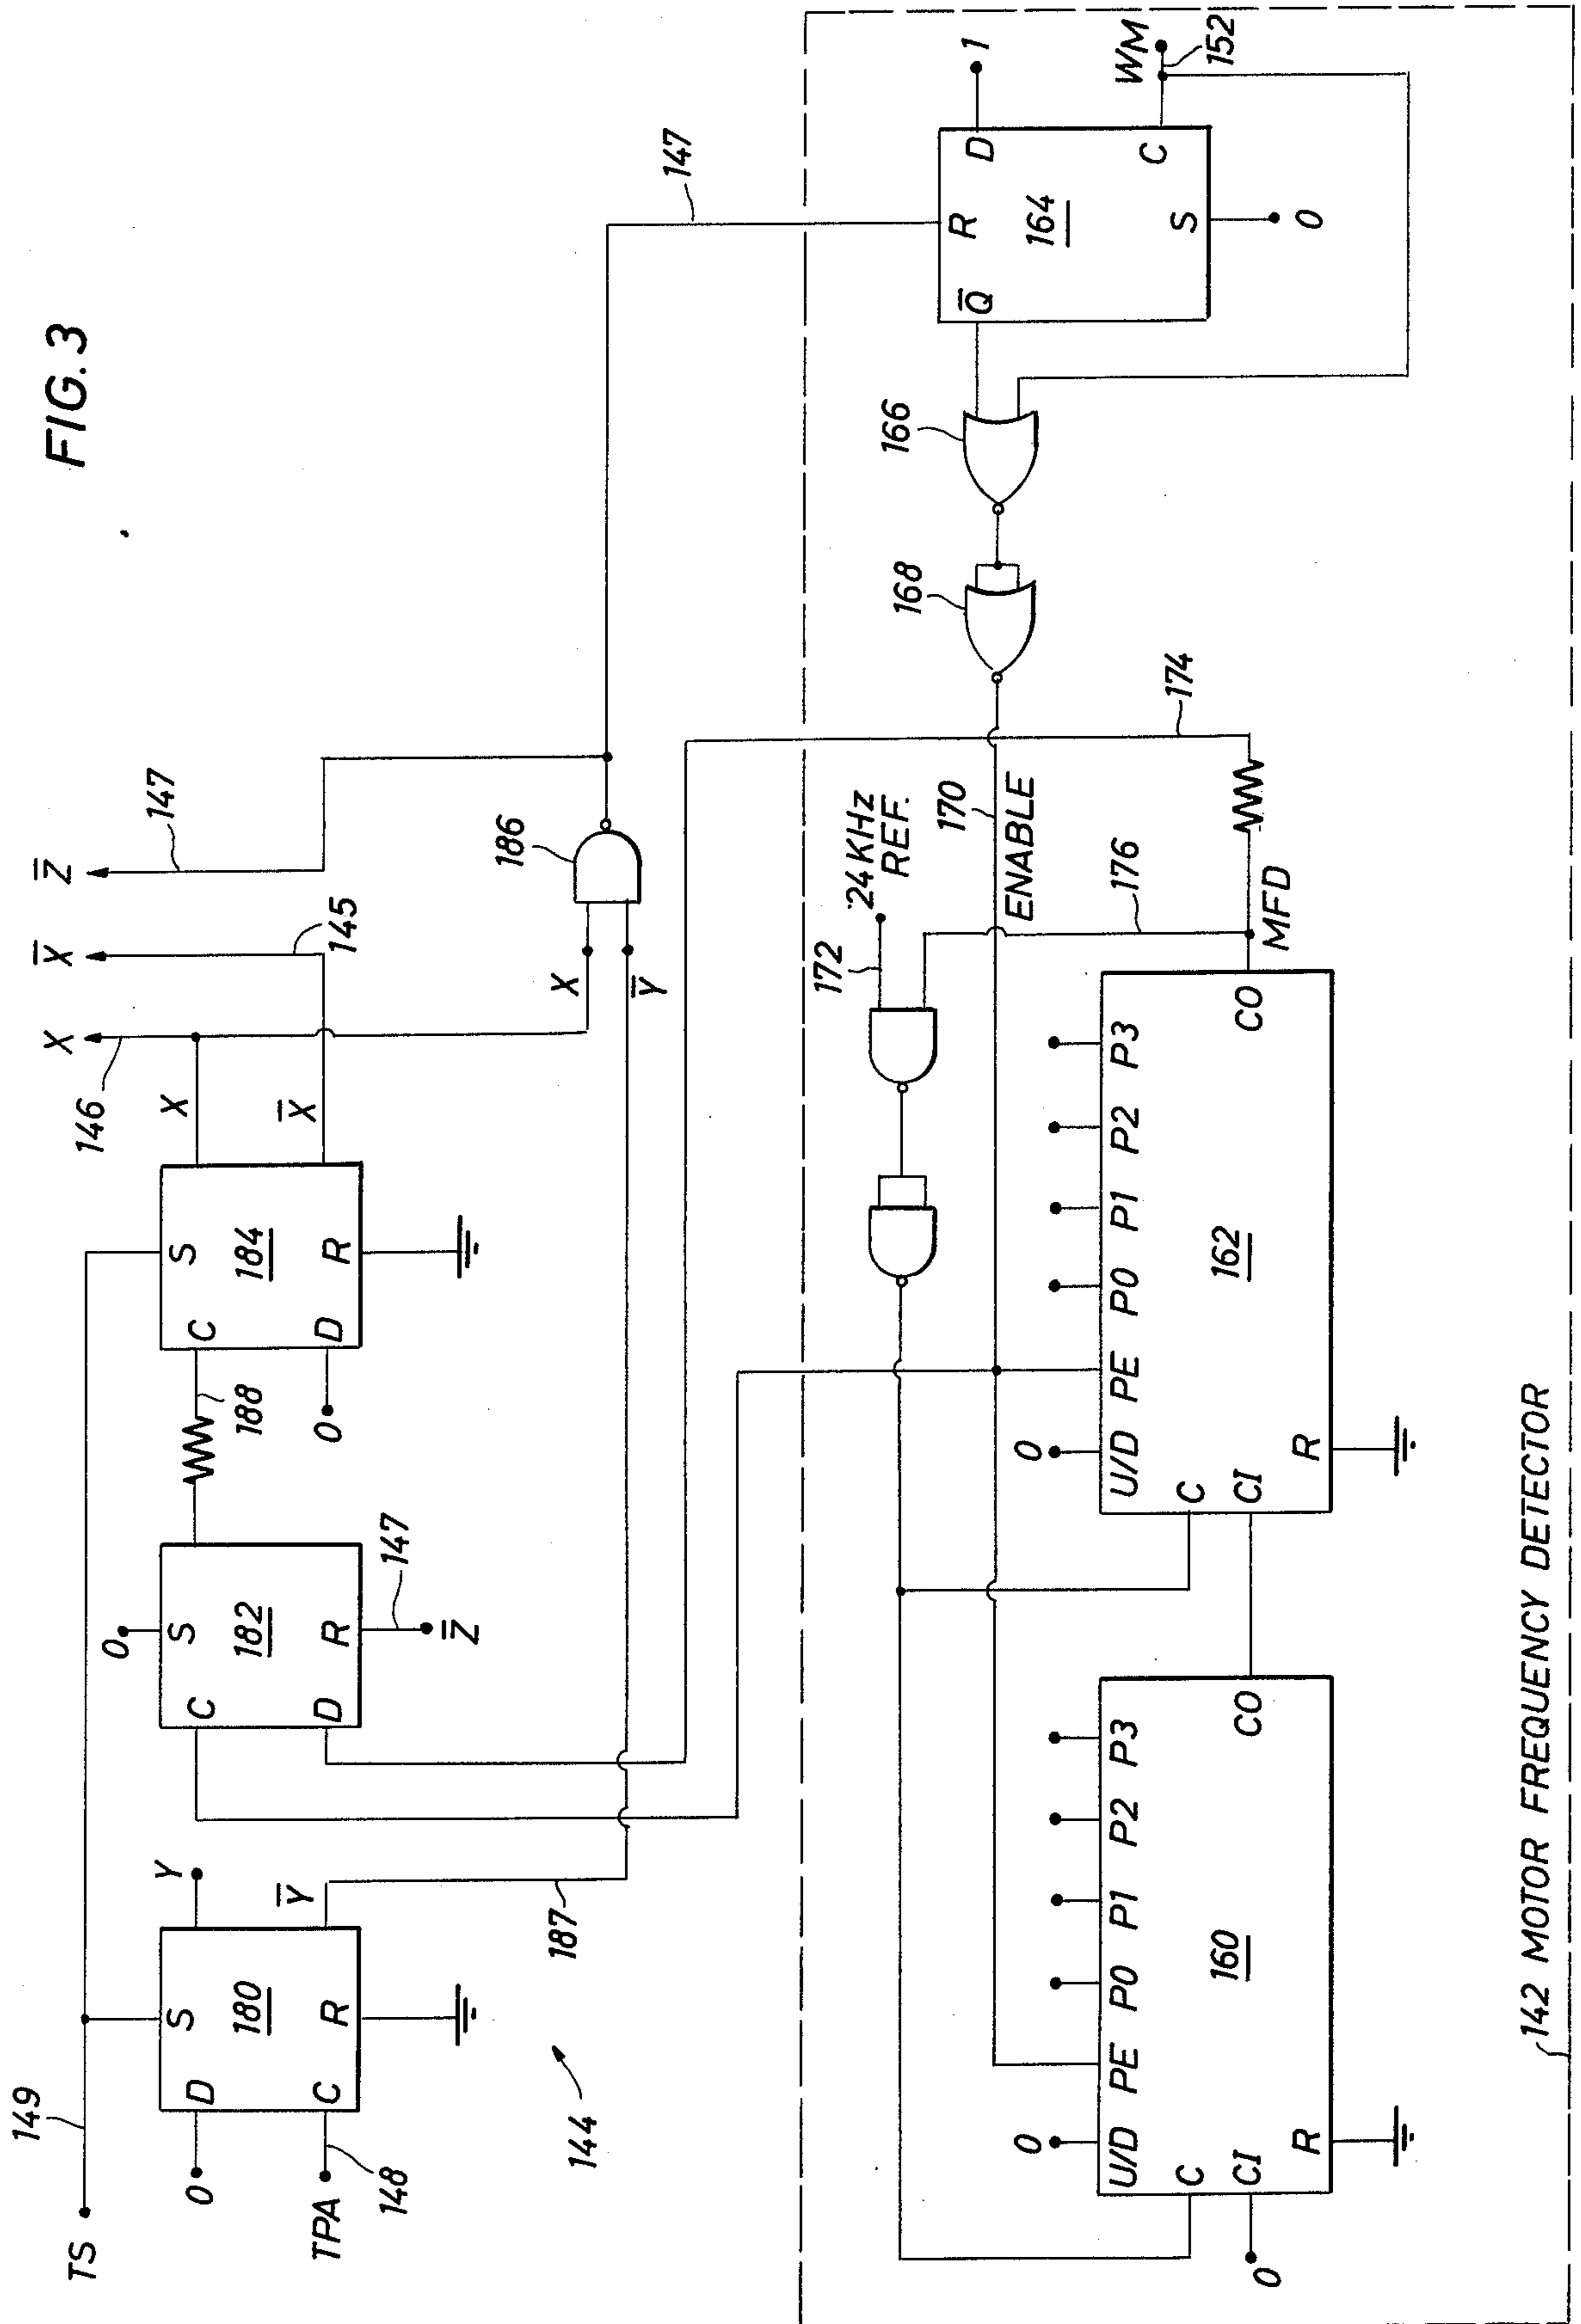 FIG. 3
TS
149
0
D
S
180
C
R
TPA
148
144
Y
Y̅
187
0
S
C
182
D
R
147
Z̅
188
0
C
S
184
D
R
X
X̅
146
X
X̅
145
Z̅
147
X
Y̅
186
147
0
U/D
PE
P0
P1
P2
P3
C
160
CI
CO
R
0
0
U/D
PE
P0
P1
P2
P3
C
162
CI
CO
R
172
24 KHz
REF.
170
ENABLE
176
MFD
174
168
166
Q̅
R
D
164
S
C
1
WM
152
0
142 MOTOR FREQUENCY DETECTOR